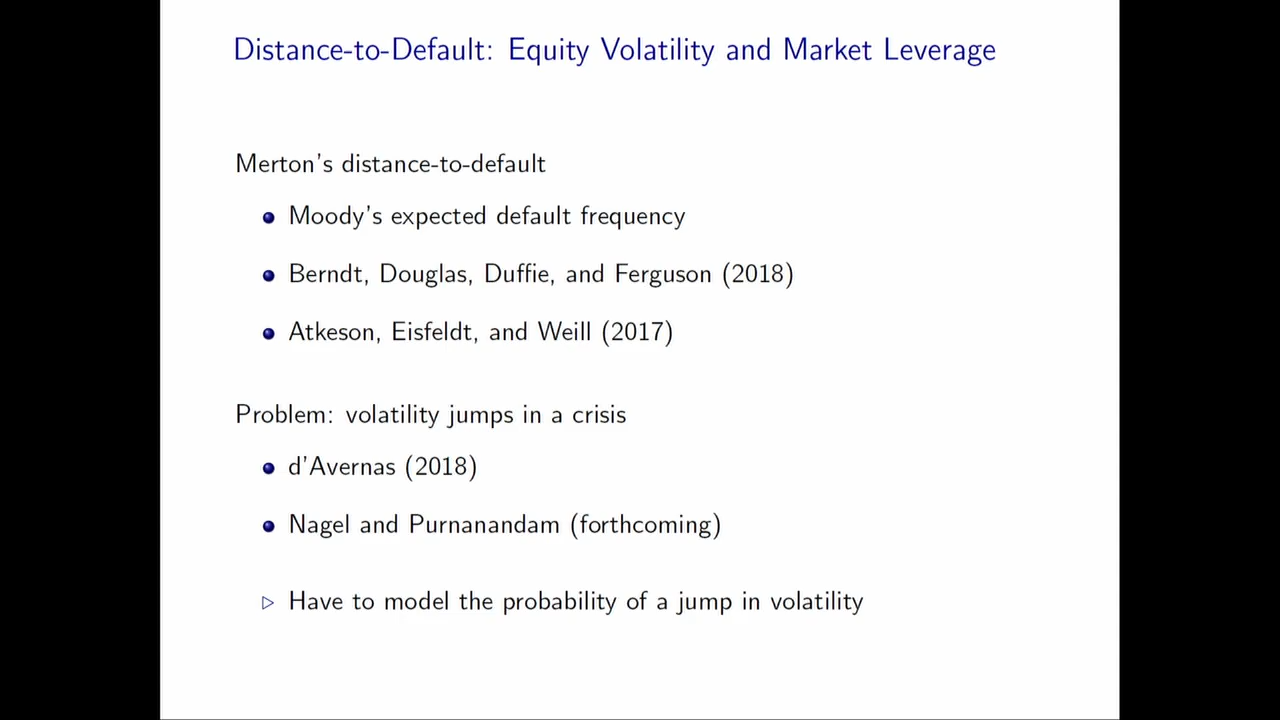 Distance-to-Default: Equity Volatility and Market Leverage
Merton's distance-to-default
Moody's expected default frequency
Berndt, Douglas, Duffie, and Ferguson (2018)
Atkeson, Eisfeldt, and Weill (2017)
Problem: volatility jumps in a crisis
d'Avernas (2018)
Nagel and Purnanandam (forthcoming)
Have to model the probability of a jump in volatility